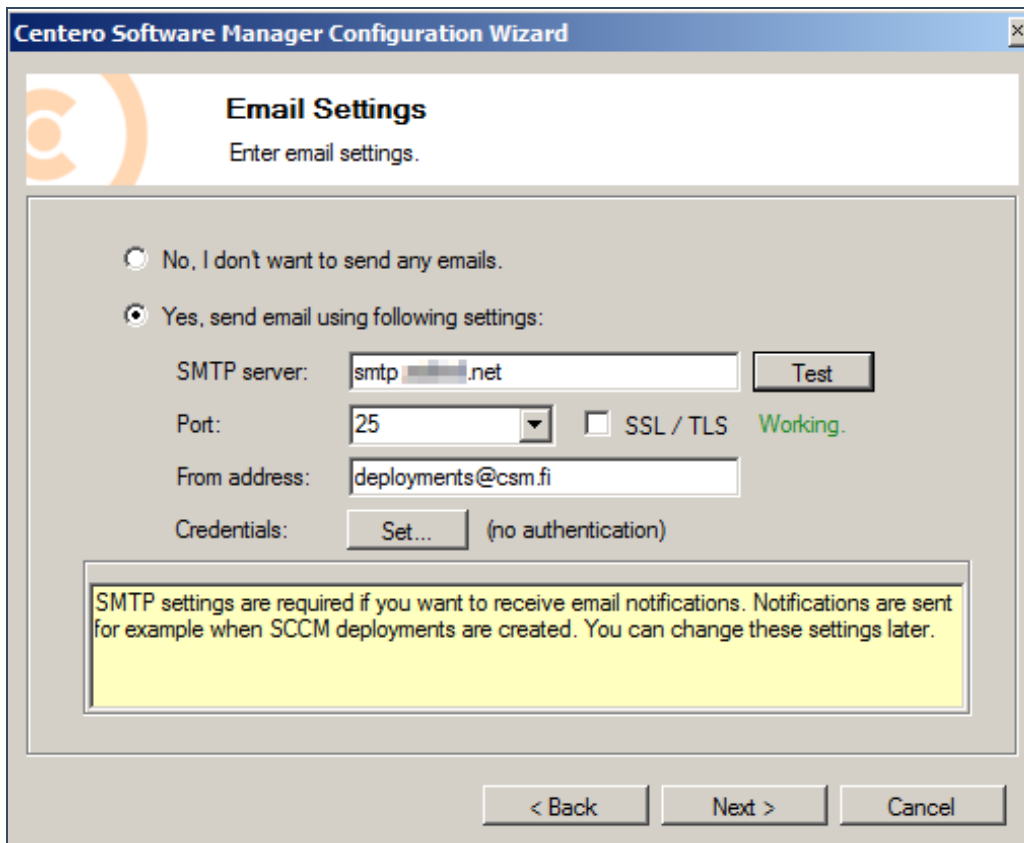 Centero Software Manager Configuration Wizard
Email Settings
Enter email settings.
No, I don't want to send any emails.
Yes, send email using following settings:
SMTP server: smtp .net Test
Port: 25 SSL / TLS Working.
From address: deployments@csm.fi
Credentials: Set... (no authentication)
SMTP settings are required if you want to receive email notifications. Notifications are sent
for example when SCCM deployments are created. You can change these settings later.
< Back Next > Cancel